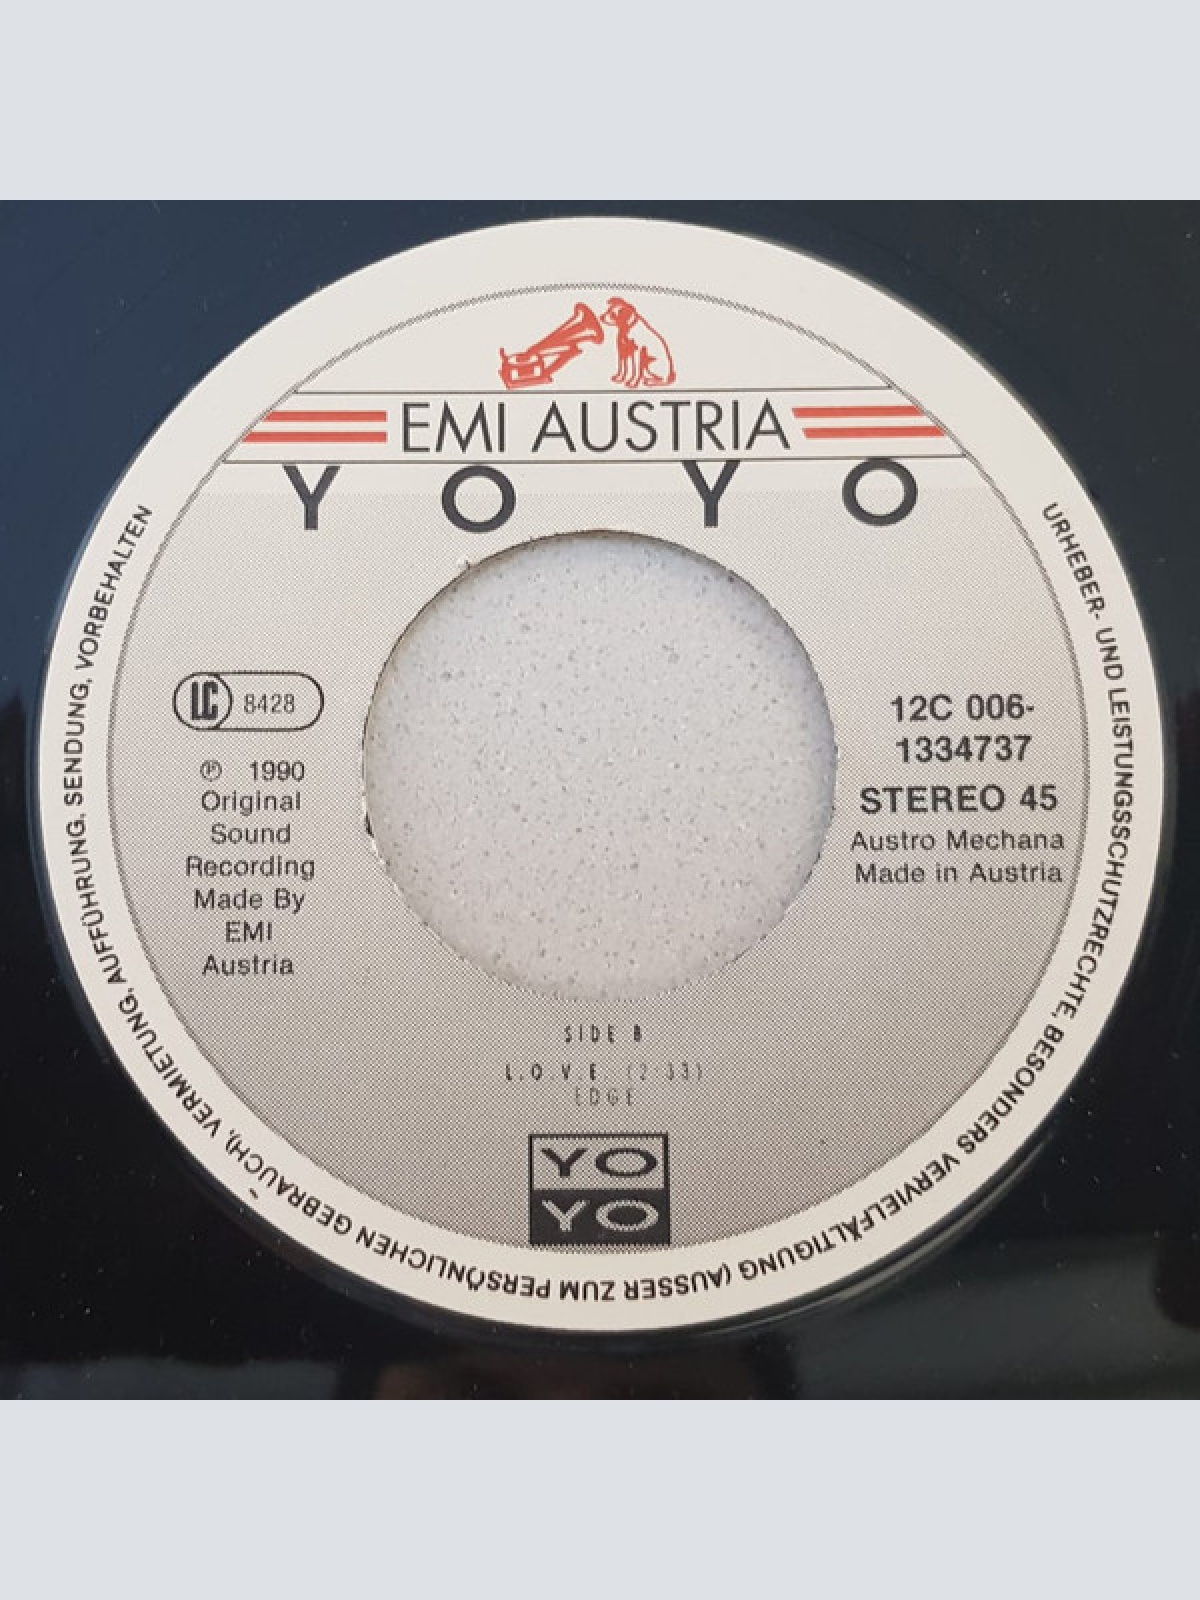 EMI AUSTRIA
YO YO
LC 8428
℗ 1990
Original
Sound
Recording
Made By
EMI
Austria
12C 006-
1334737
STEREO 45
Austro Mechana
Made in Austria
SIDE B
L.O.V.E. (2:33)
EDGE
YO
YO
URHEBER- UND LEISTUNGSSCHUTZRECHTE, BESONDERS VERVIELFÄLTIGUNG (AUSSER ZUM PERSÖNLICHEN GEBRAUCH), VERMIETUNG, AUFFÜHRUNG, SENDUNG, VORBEHALTEN